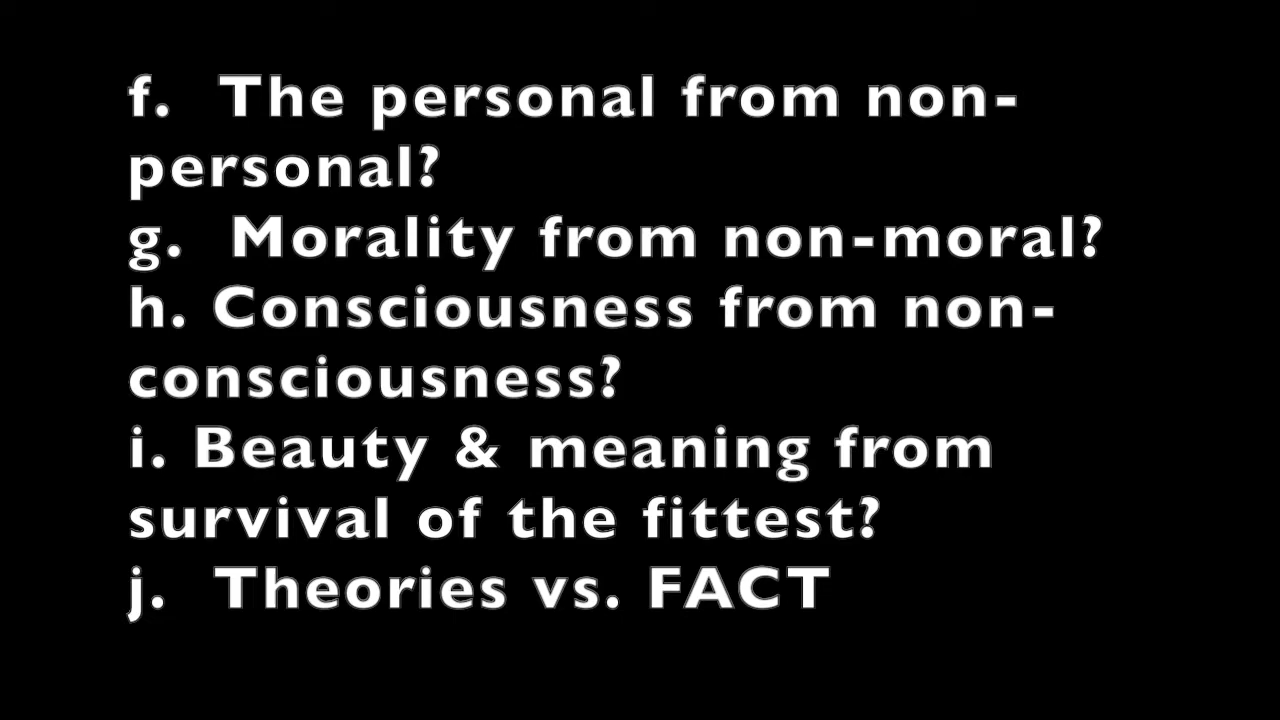 f.  The personal from non-
personal?
g.  Morality from non-moral?
h. Consciousness from non-
consciousness?
i. Beauty & meaning from
survival of the fittest?
j.  Theories vs. FACT